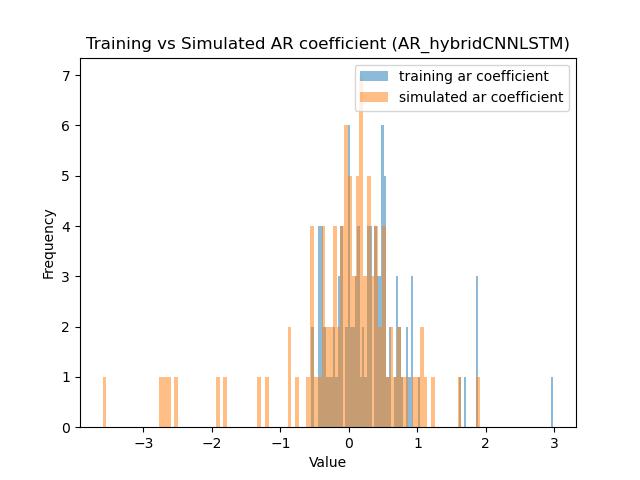 Training vs Simulated AR coefficient (AR_hybridCNNLSTM)
training ar coefficient
simulated ar coefficient
7
6
5
4
3
2
1
0
Frequency
−3 −2 −1 0 1 2 3
Value